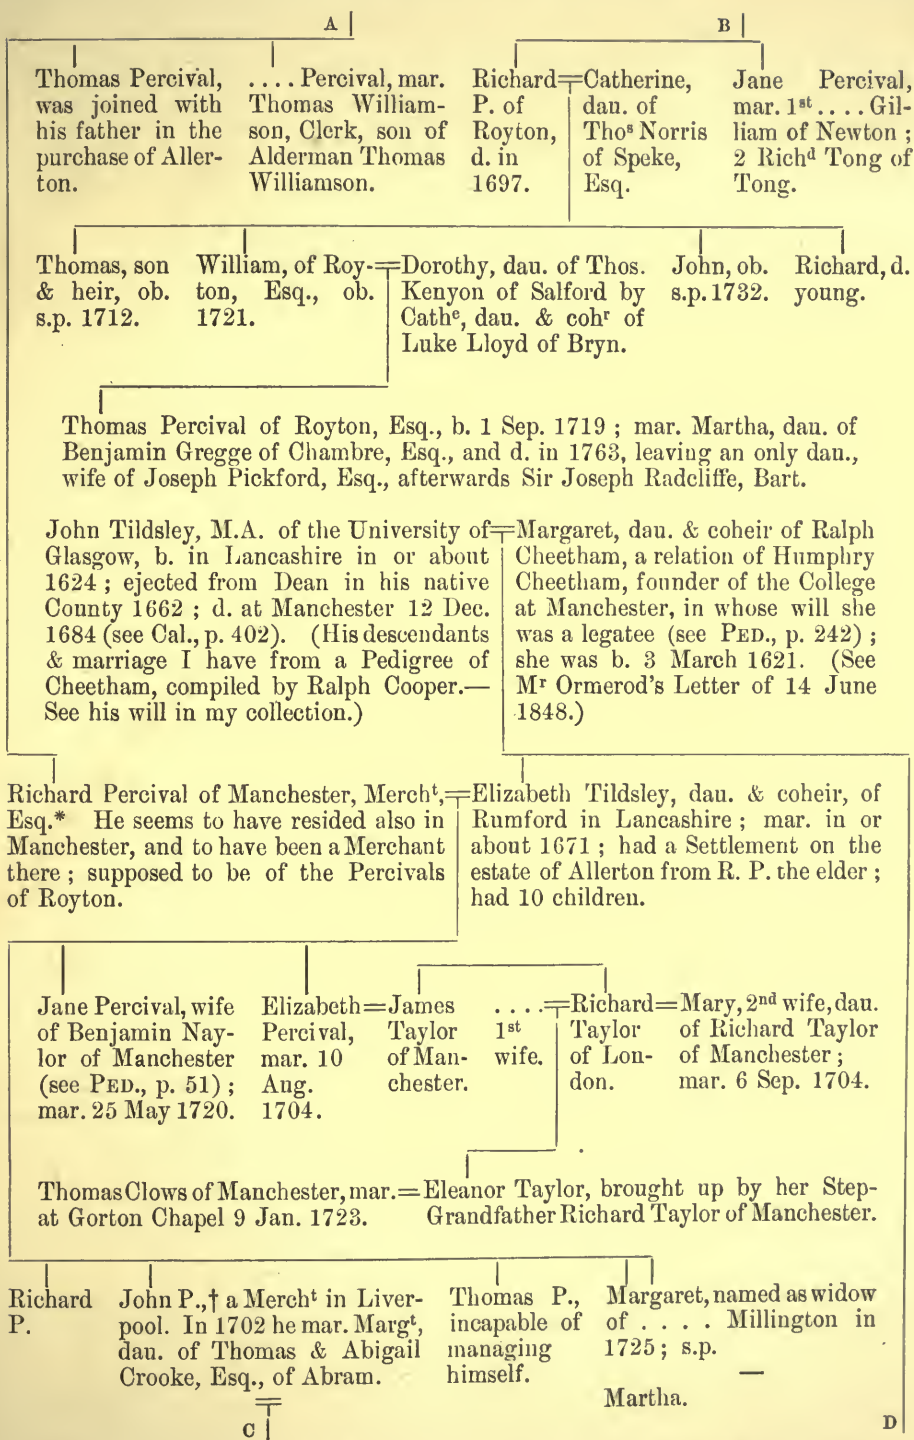 A
B
Thomas Percival,
was joined with
his father in the
purchase of Aller-
ton.
.... Percival, mar.
Thomas William-
son, Clerk, son of
Alderman Thomas
Williamson.
Richard=
P. of
Royton,
d. in
1697.
Catherine,
dau. of
Thoˢ Norris
of Speke,
Esq.
Jane Percival,
mar. 1ˢᵗ .... Gil-
liam of Newton ;
2 Richᵈ Tong of
Tong.
Thomas, son
& heir, ob.
s.p. 1712.
William, of Roy-=
ton, Esq., ob.
1721.
Dorothy, dau. of Thos.
Kenyon of Salford by
Cathᵉ, dau. & cohʳ of
Luke Lloyd of Bryn.
John, ob.
s.p. 1732.
Richard, d.
young.
Thomas Percival of Royton, Esq., b. 1 Sep. 1719 ; mar. Martha, dau. of
Benjamin Gregge of Chambre, Esq., and d. in 1763, leaving an only dau.,
wife of Joseph Pickford, Esq., afterwards Sir Joseph Radcliffe, Bart.
John Tildsley, M.A. of the University of=
Glasgow, b. in Lancashire in or about
1624 ; ejected from Dean in his native
County 1662 ; d. at Manchester 12 Dec.
1684 (see Cal., p. 402). (His descendants
& marriage I have from a Pedigree of
Cheetham, compiled by Ralph Cooper.—
See his will in my collection.)
Margaret, dau. & coheir of Ralph
Cheetham, a relation of Humphry
Cheetham, founder of the College
at Manchester, in whose will she
was a legatee (see PED., p. 242) ;
she was b. 3 March 1621. (See
Mʳ Ormerod's Letter of 14 June
1848.)
Richard Percival of Manchester, Merchᵗ,=
Esq.* He seems to have resided also in
Manchester, and to have been a Merchant
there ; supposed to be of the Percivals
of Royton.
Elizabeth Tildsley, dau. & coheir, of
Rumford in Lancashire ; mar. in or
about 1671 ; had a Settlement on the
estate of Allerton from R. P. the elder ;
had 10 children.
Jane Percival, wife
of Benjamin Nay-
lor of Manchester
(see PED., p. 51) ;
mar. 25 May 1720.
Elizabeth=
Percival,
mar. 10
Aug.
1704.
James
Taylor
of Man-
chester.
....=
1ˢᵗ
wife.
Richard=
Taylor
of Lon-
don.
Mary, 2ⁿᵈ wife, dau.
of Richard Taylor
of Manchester ;
mar. 6 Sep. 1704.
Thomas Clows of Manchester, mar.=
at Gorton Chapel 9 Jan. 1723.
Eleanor Taylor, brought up by her Step-
Grandfather Richard Taylor of Manchester.
Richard
P.
John P.,† a Merchᵗ in Liver-
pool. In 1702 he mar. Margᵗ,
dau. of Thomas & Abigail
Crooke, Esq., of Abram.
Thomas P.,
incapable of
managing
himself.
Margaret, named as widow
of .... Millington in
1725 ; s.p.
—
Martha.
C
D